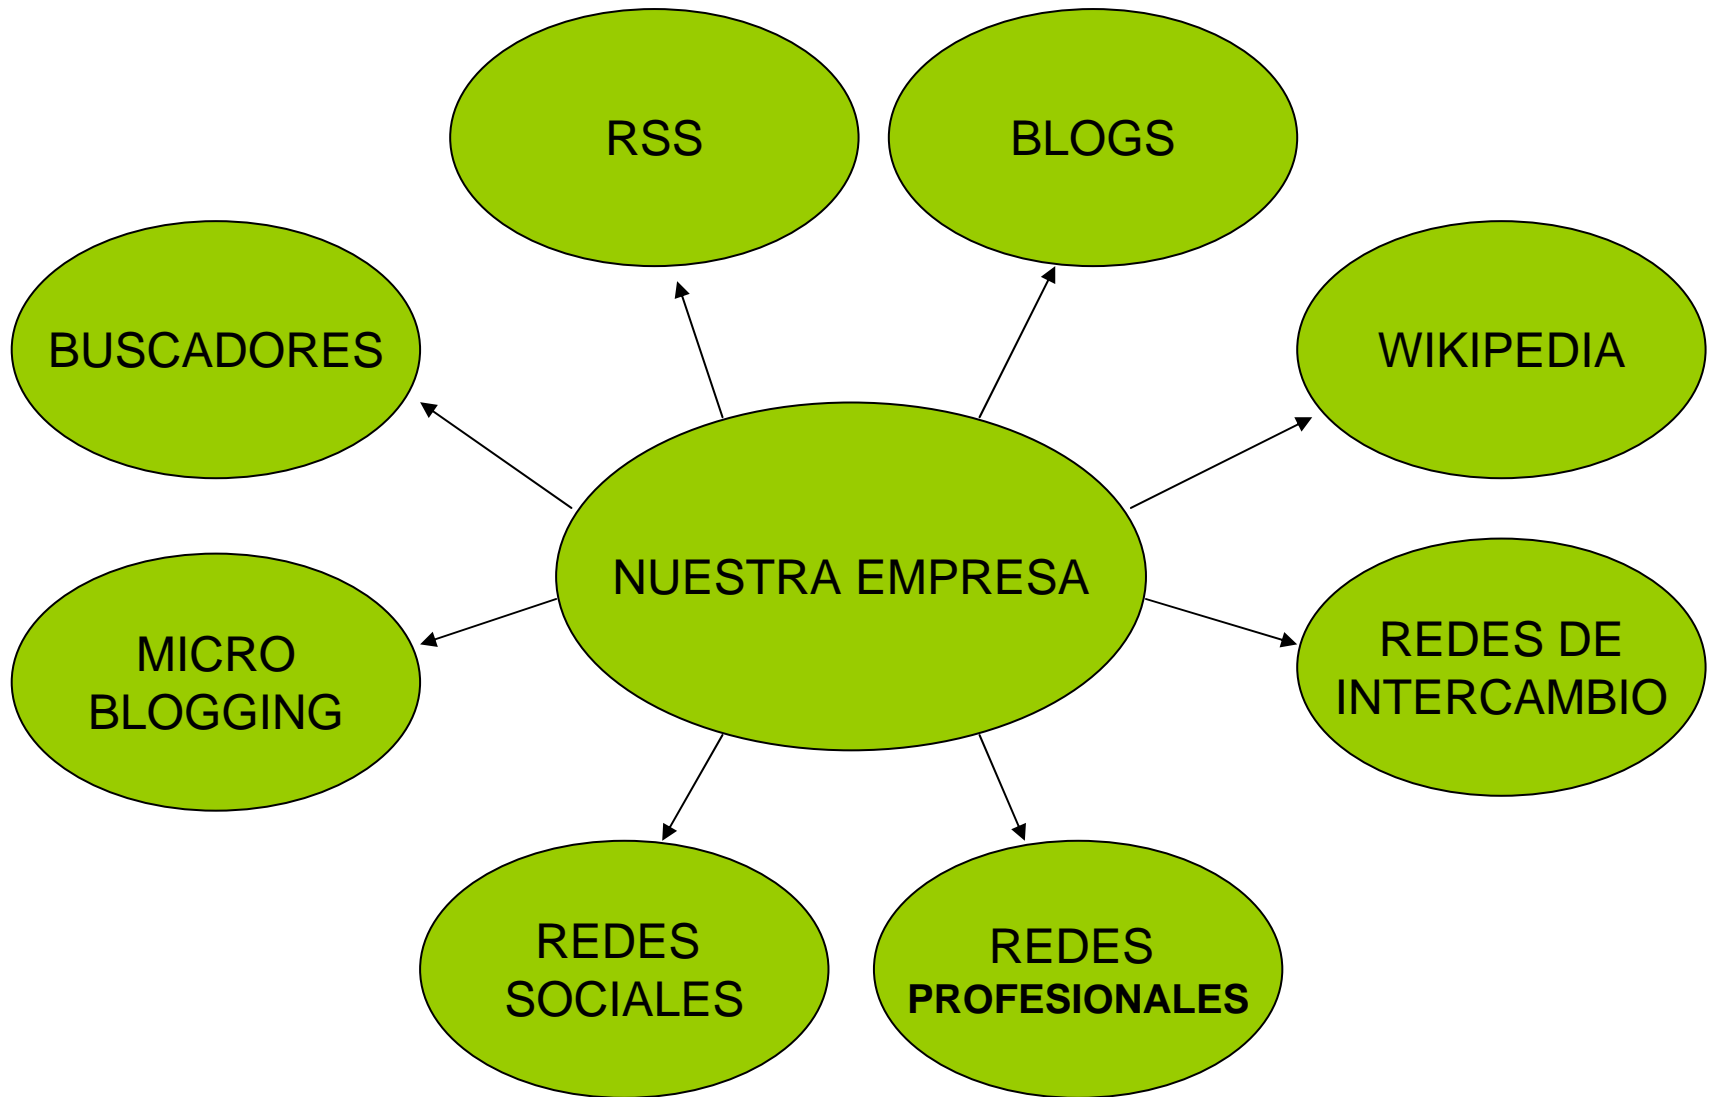 RSS
BLOGS
BUSCADORES
WIKIPEDIA
NUESTRA EMPRESA
MICRO
BLOGGING
REDES DE
INTERCAMBIO
REDES
SOCIALES
REDES
PROFESIONALES